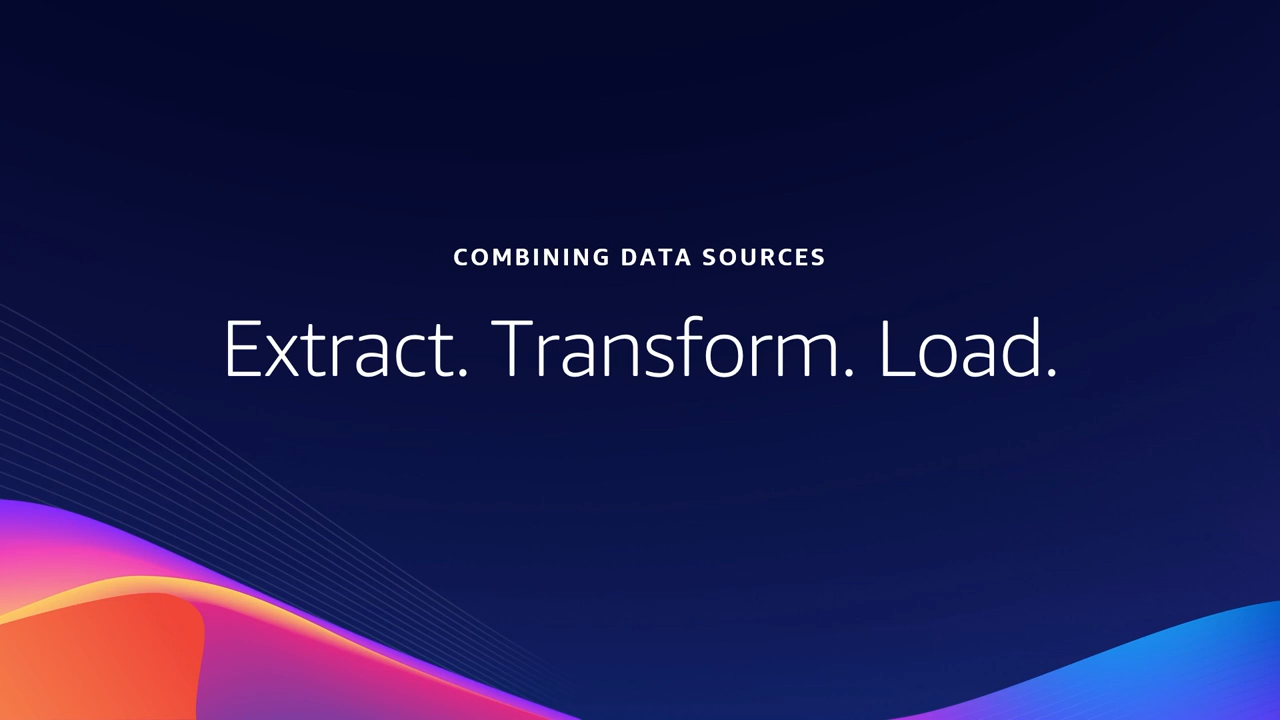 COMBINING DATA SOURCES
Extract. Transform. Load.